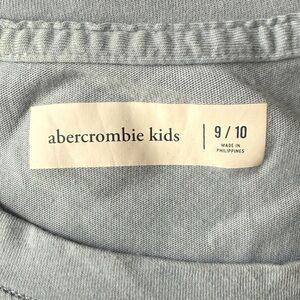 abercrombie kids
9 / 10
MADE IN
PHILIPPINES